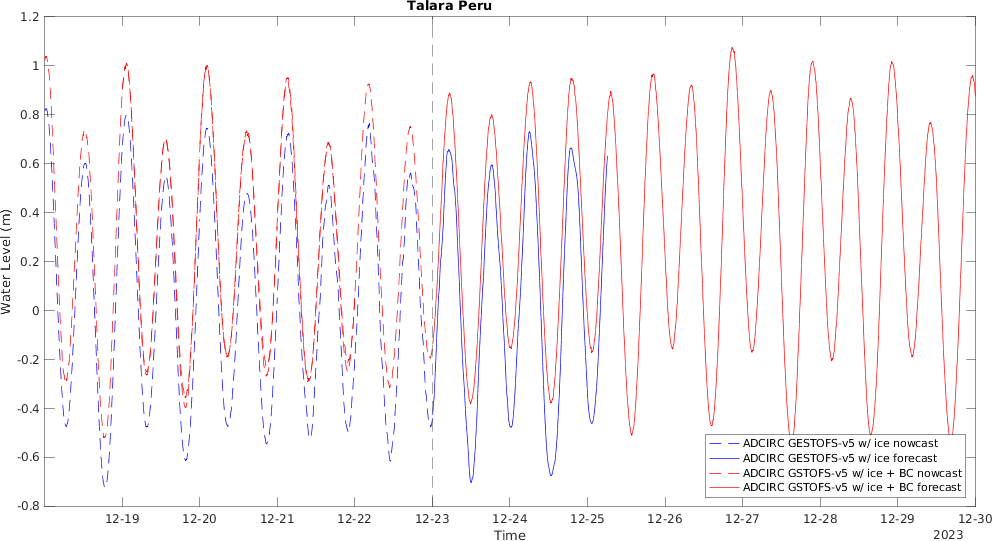 Talara Peru
1.2
1
0.8
0.6
0.4
0.2
0
-0.2
-0.4
-0.6
-0.8
Water Level (m)
12-19 12-20 12-21 12-22 12-23 12-24 12-25 12-26 12-27 12-28 12-29 12-30
Time
2023
ADCIRC GESTOFS-v5 w/ ice nowcast
ADCIRC GESTOFS-v5 w/ ice forecast
ADCIRC GSTOFS-v5 w/ ice + BC nowcast
ADCIRC GSTOFS-v5 w/ ice + BC forecast